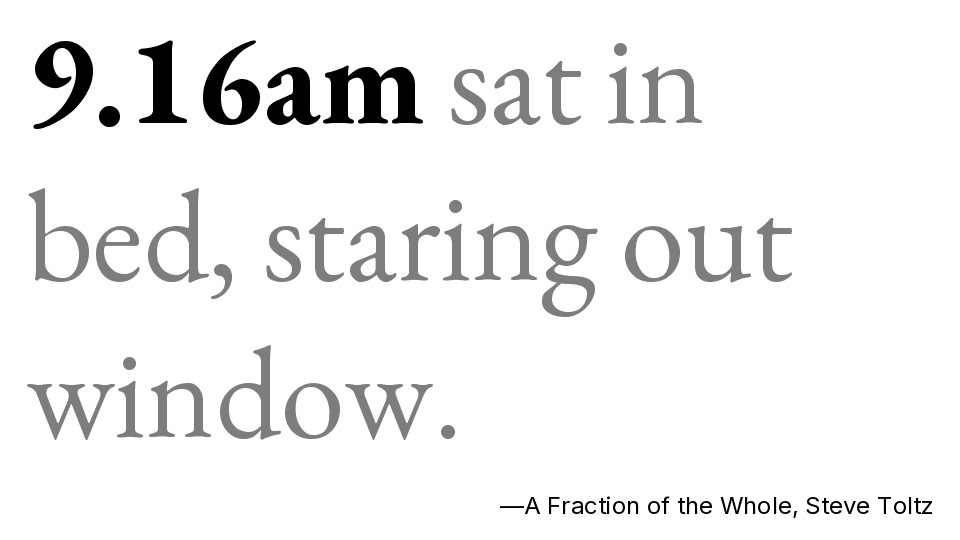 9.16am sat in
bed, staring out
window.
—A Fraction of the Whole, Steve Toltz